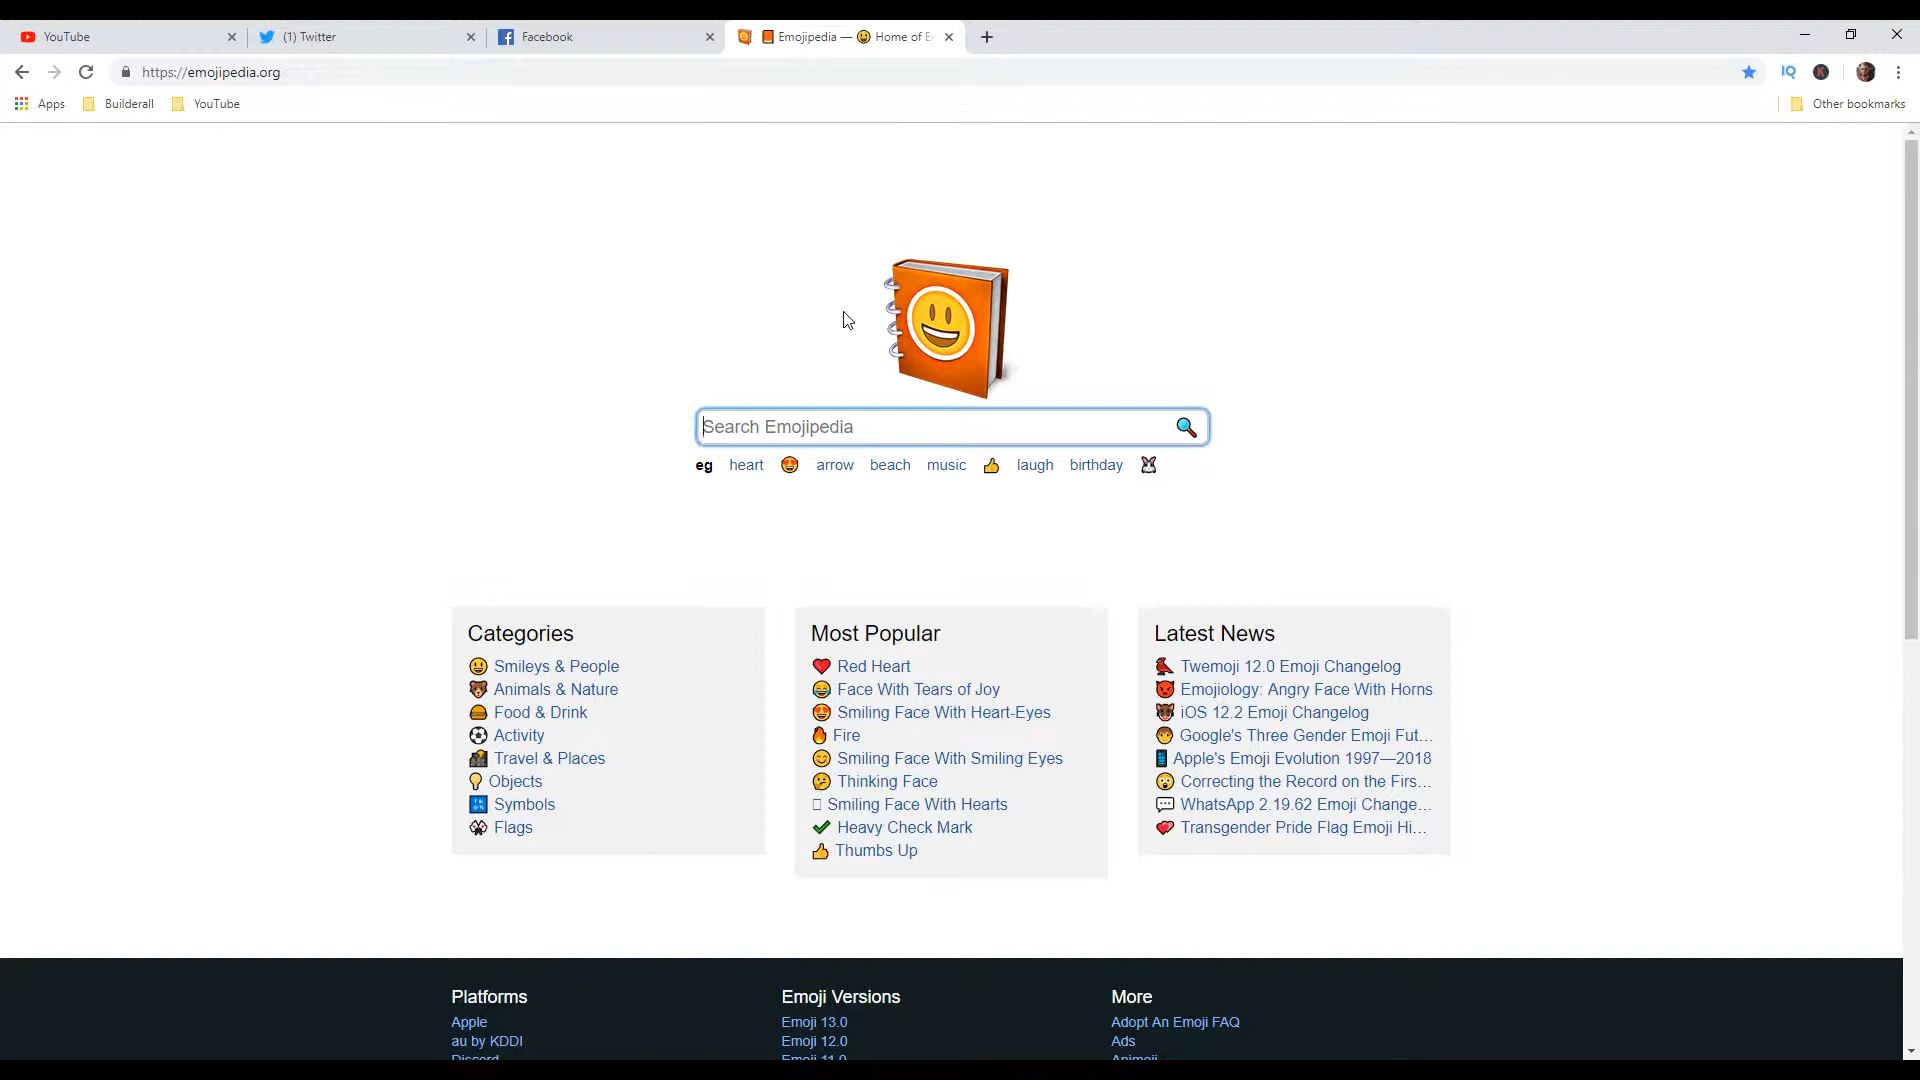 YouTube
(1) Twitter
Facebook
Emojipedia — 😃 Home of E
https://emojipedia.org
IQ
K
Apps
Builderall
YouTube
Other bookmarks
Search Emojipedia
eg heart 😍 arrow beach music 👍 laugh birthday 🐰
Categories
Smileys & People
Animals & Nature
Food & Drink
Activity
Travel & Places
Objects
Symbols
Flags
Most Popular
Red Heart
Face With Tears of Joy
Smiling Face With Heart-Eyes
Fire
Smiling Face With Smiling Eyes
Thinking Face
Smiling Face With Hearts
Heavy Check Mark
Thumbs Up
Latest News
Twemoji 12.0 Emoji Changelog
Emojiology: Angry Face With Horns
iOS 12.2 Emoji Changelog
Google's Three Gender Emoji Fut...
Apple's Emoji Evolution 1997—2018
Correcting the Record on the Firs...
WhatsApp 2.19.62 Emoji Change...
Transgender Pride Flag Emoji Hi...
Platforms
Apple
au by KDDI
Discord
Emoji Versions
Emoji 13.0
Emoji 12.0
Emoji 11.0
More
Adopt An Emoji FAQ
Ads
Animoji